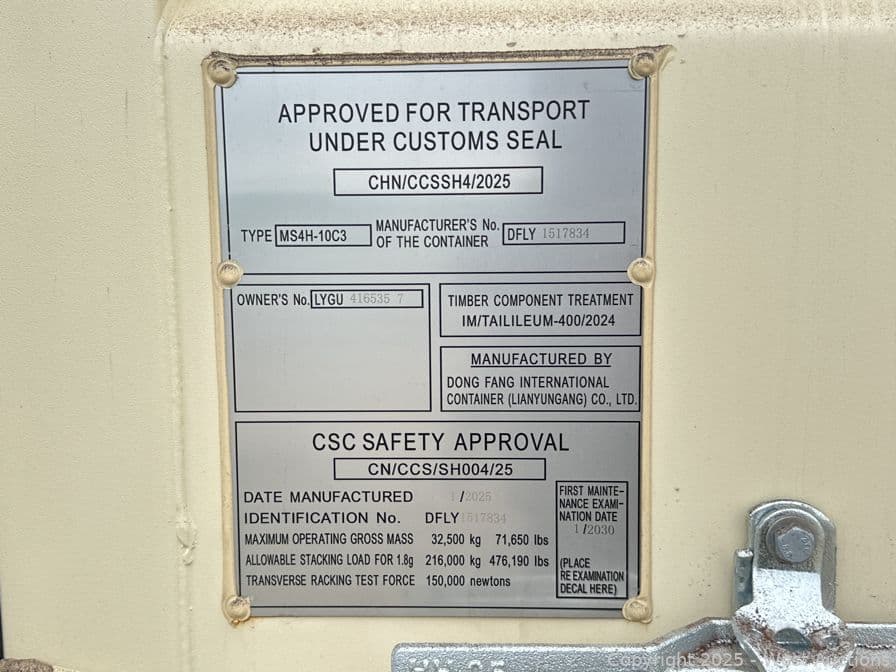 APPROVED FOR TRANSPORT
UNDER CUSTOMS SEAL
CHN/CCSSH4/2025
TYPE MS4H-10C3 MANUFACTURER'S No. OF THE CONTAINER DFLY 1517834
OWNER'S No. LYGU 416535 7
TIMBER COMPONENT TREATMENT
IM/TAILILEUM-400/2024
MANUFACTURED BY
DONG FANG INTERNATIONAL
CONTAINER (LIANYUNGANG) CO., LTD.
CSC SAFETY APPROVAL
CN/CCS/SH004/25
DATE MANUFACTURED 1/2025
IDENTIFICATION No. DFLY 1517834
MAXIMUM OPERATING GROSS MASS 32,500 kg 71,650 lbs
ALLOWABLE STACKING LOAD FOR 1.8g 216,000 kg 476,190 lbs
TRANSVERSE RACKING TEST FORCE 150,000 newtons
FIRST MAINTE-
NANCE EXAMI-
NATION DATE
1/2030
(PLACE
RE EXAMINATION
DECAL HERE)
Copyright 2025